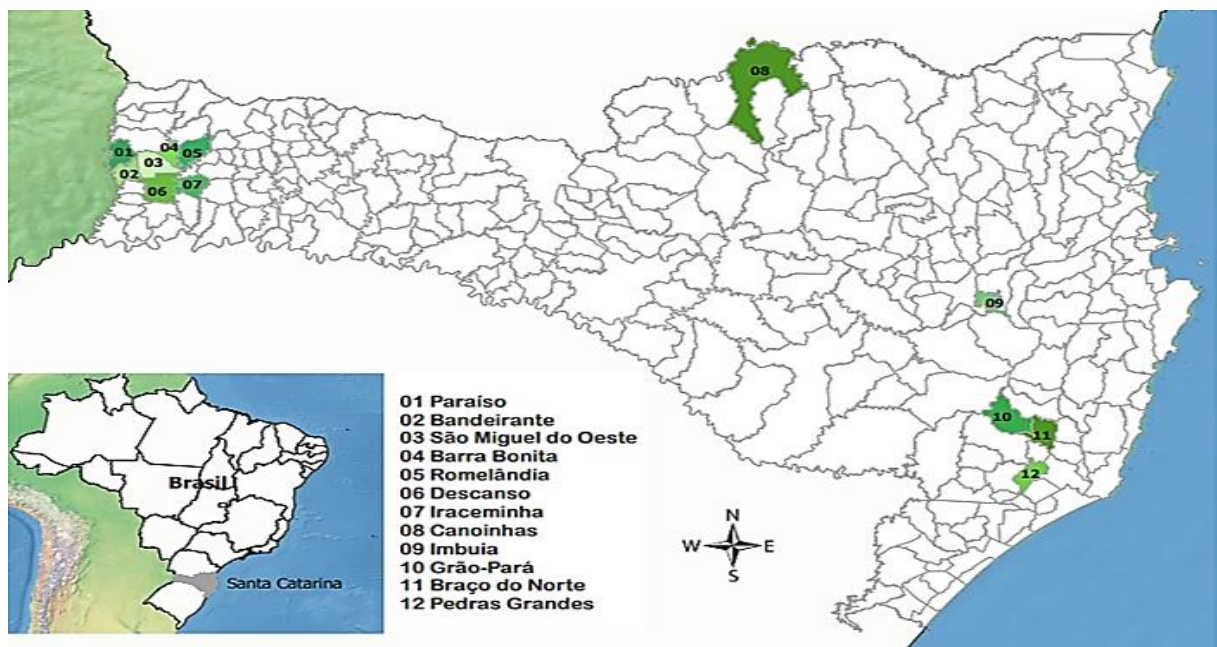 08
01
04
05
03
02
06
07
09
10
11
12
Brasil
Santa Catarina
01 Paraíso
02 Bandeirante
03 São Miguel do Oeste
04 Barra Bonita
05 Romelândia
06 Descanso
07 Iraceminha
08 Canoinhas
09 Imbuia
10 Grão-Pará
11 Braço do Norte
12 Pedras Grandes
N
W E
S